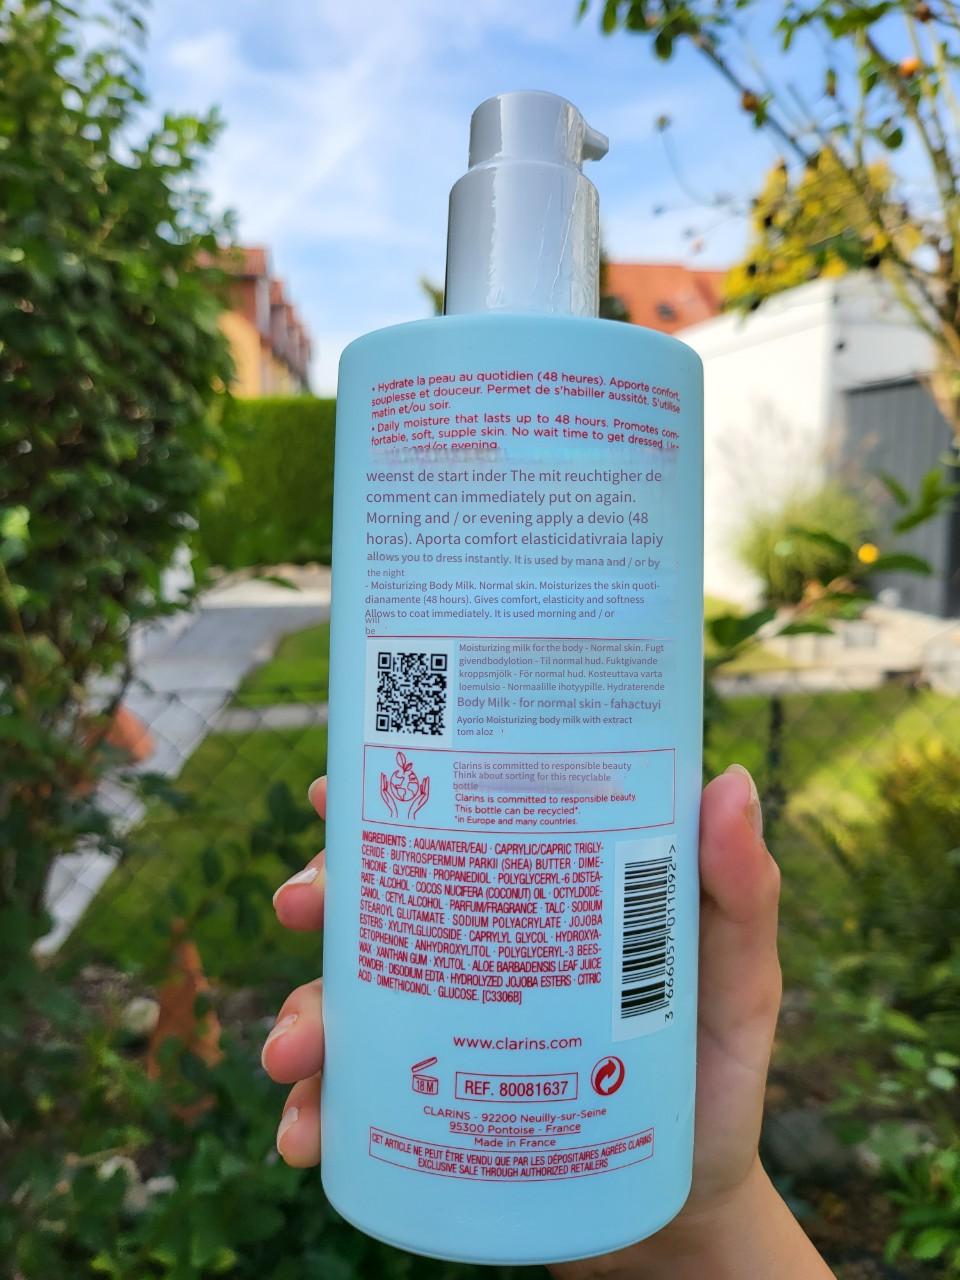 • Hydrate la peau au quotidien (48 heures). Apporte confort,
souplesse et douceur. Permet de s'habiller aussitôt. S'utilise
matin et/ou soir.
• Daily moisture that lasts up to 48 hours. Promotes com-
fortable, soft, supple skin. No wait time to get dressed.
and/or evening.
weenst de start inder The mit reuchtigher de
comment can immediately put on again.
Morning and / or evening apply a devio (48
horas). Aporta comfort elasticidativraia lapiy
allows you to dress instantly. It is used by mana and / or by
the night
- Moisturizing Body Milk. Normal skin. Moisturizes the skin quoti-
dianamente (48 hours). Gives comfort, elasticity and softness
Allows to coat immediately. It is used morning and / or
will
be
Moisturizing milk for the body - Normal skin. Fugt
givendbodylotion - Til normal hud. Fuktgivande
kroppsmjölk - För normal hud. Kosteuttava varta
loemulsio - Normaalille ihotyypille. Hydraterende
Body Milk - for normal skin - fahactuyi
Ayorio Moisturizing body milk with extract
tom aloz
Clarins is committed to responsible beauty
Think about sorting for this recyclable
bottle
Clarins is committed to responsible beauty.
This bottle can be recycled*.
*in Europe and many countries.
INGREDIENTS : AQUA/WATER/EAU · CAPRYLIC/CAPRIC TRIGLY-
CERIDE · BUTYROSPERMUM PARKII (SHEA) BUTTER · DIME-
THICONE · GLYCERIN · PROPANEDIOL · POLYGLYCERYL-6 DISTEA-
RATE · ALCOHOL · COCOS NUCIFERA (COCONUT) OIL · OCTYLDODE-
CANOL · CETYL ALCOHOL · PARFUM/FRAGRANCE · TALC · SODIUM
STEAROYL GLUTAMATE · SODIUM POLYACRYLATE · JOJOBA
ESTERS · XYLITYLGLUCOSIDE · CAPRYLYL GLYCOL · HYDROXYA-
CETOPHENONE · ANHYDROXYLITOL · POLYGLYCERYL-3 BEES-
WAX · XANTHAN GUM · XYLITOL · ALOE BARBADENSIS LEAF JUICE
POWDER · DISODIUM EDTA · HYDROLYZED JOJOBA ESTERS · CITRIC
ACID · DIMETHICONOL · GLUCOSE. [C3306B]
3 666057 011092 >
www.clarins.com
18 M
REF. 80081637
CLARINS - 92200 Neuilly-sur-Seine
95300 Pontoise - France
Made in France
CET ARTICLE NE PEUT ÊTRE VENDU QUE PAR LES DÉPOSITAIRES AGRÉÉS CLARINS
EXCLUSIVE SALE THROUGH AUTHORIZED RETAILERS